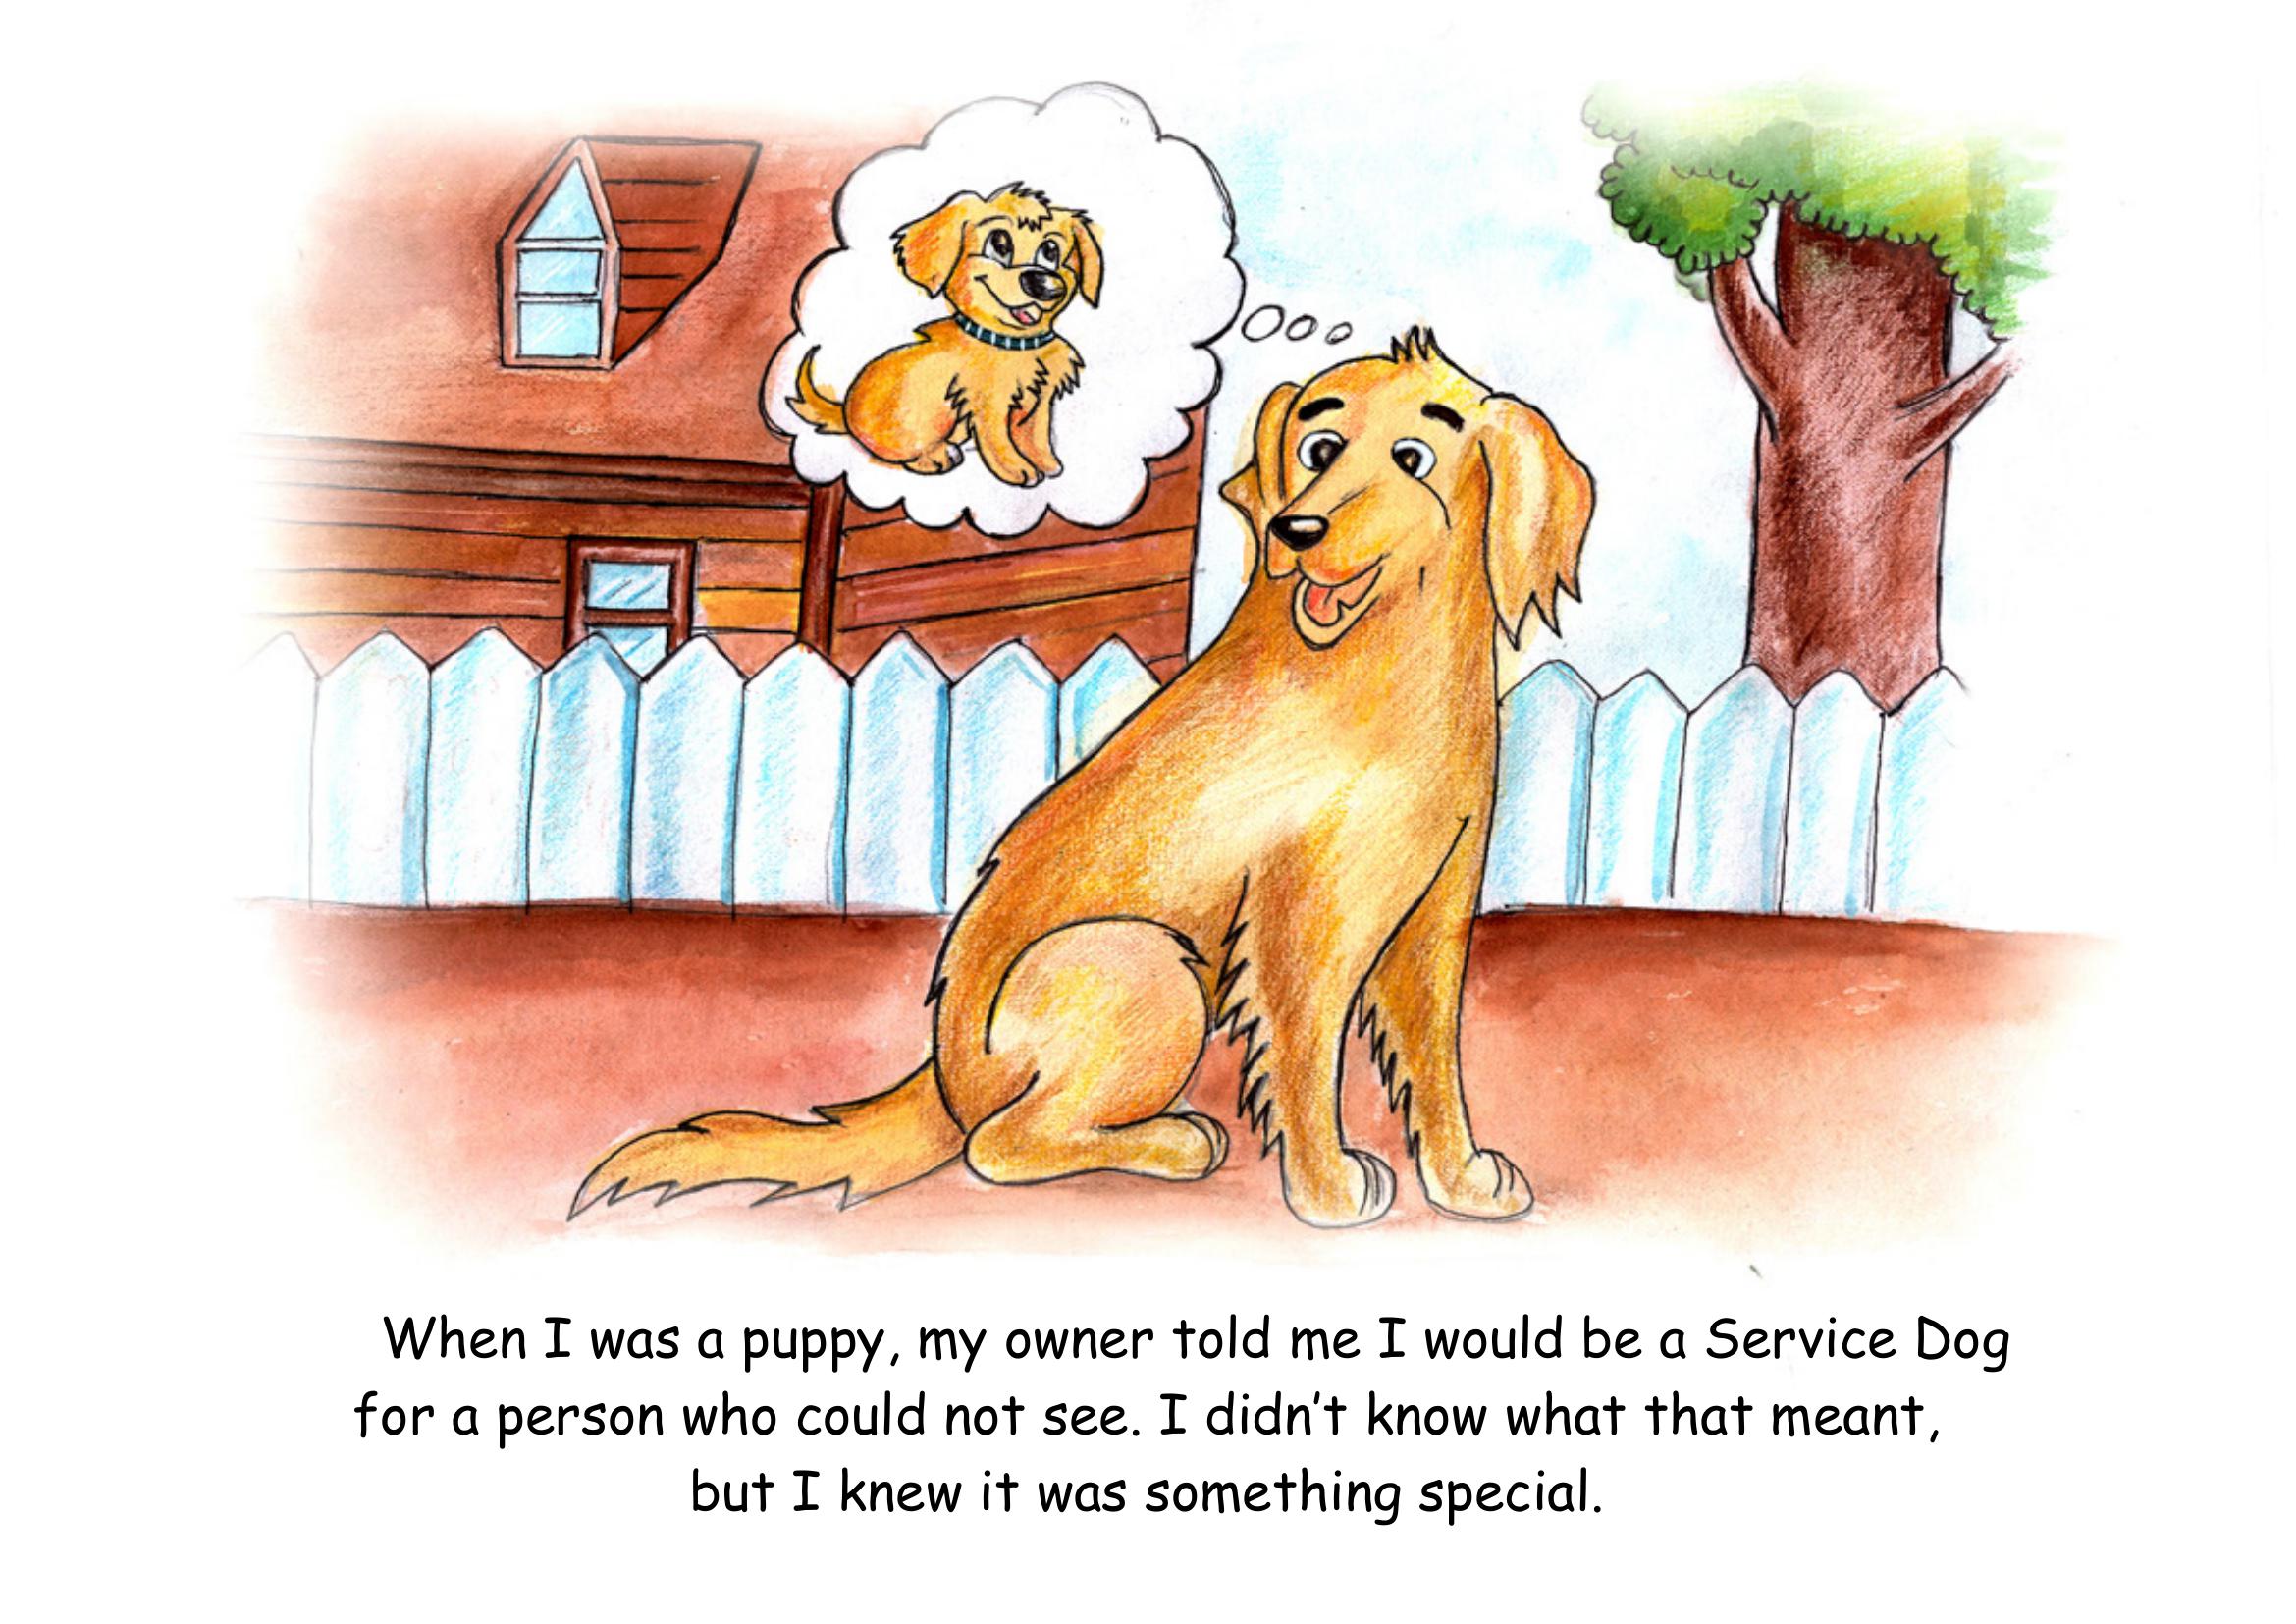 When I was a puppy, my owner told me I would be a Service Dog
for a person who could not see. I didn’t know what that meant,
but I knew it was something special.